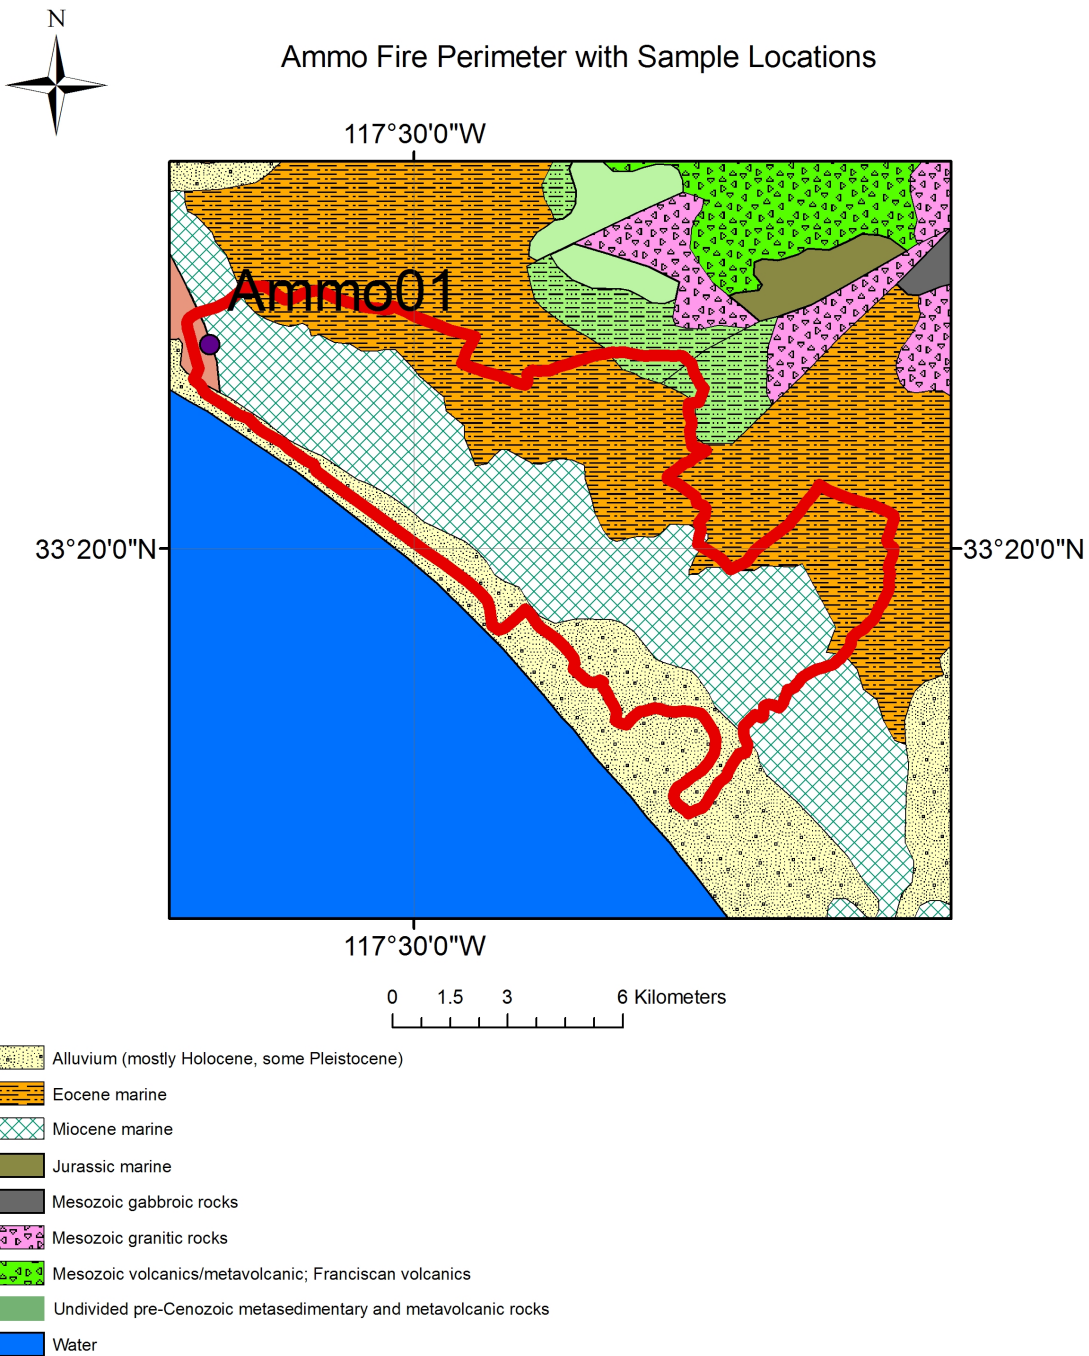 N
Ammo Fire Perimeter with Sample Locations
117°30'0"W
Ammo01
33°20'0"N
33°20'0"N
117°30'0"W
0 1.5 3 6 Kilometers
Alluvium (mostly Holocene, some Pleistocene)
Eocene marine
Miocene marine
Jurassic marine
Mesozoic gabbroic rocks
Mesozoic granitic rocks
Mesozoic volcanics/metavolcanic; Franciscan volcanics
Undivided pre-Cenozoic metasedimentary and metavolcanic rocks
Water